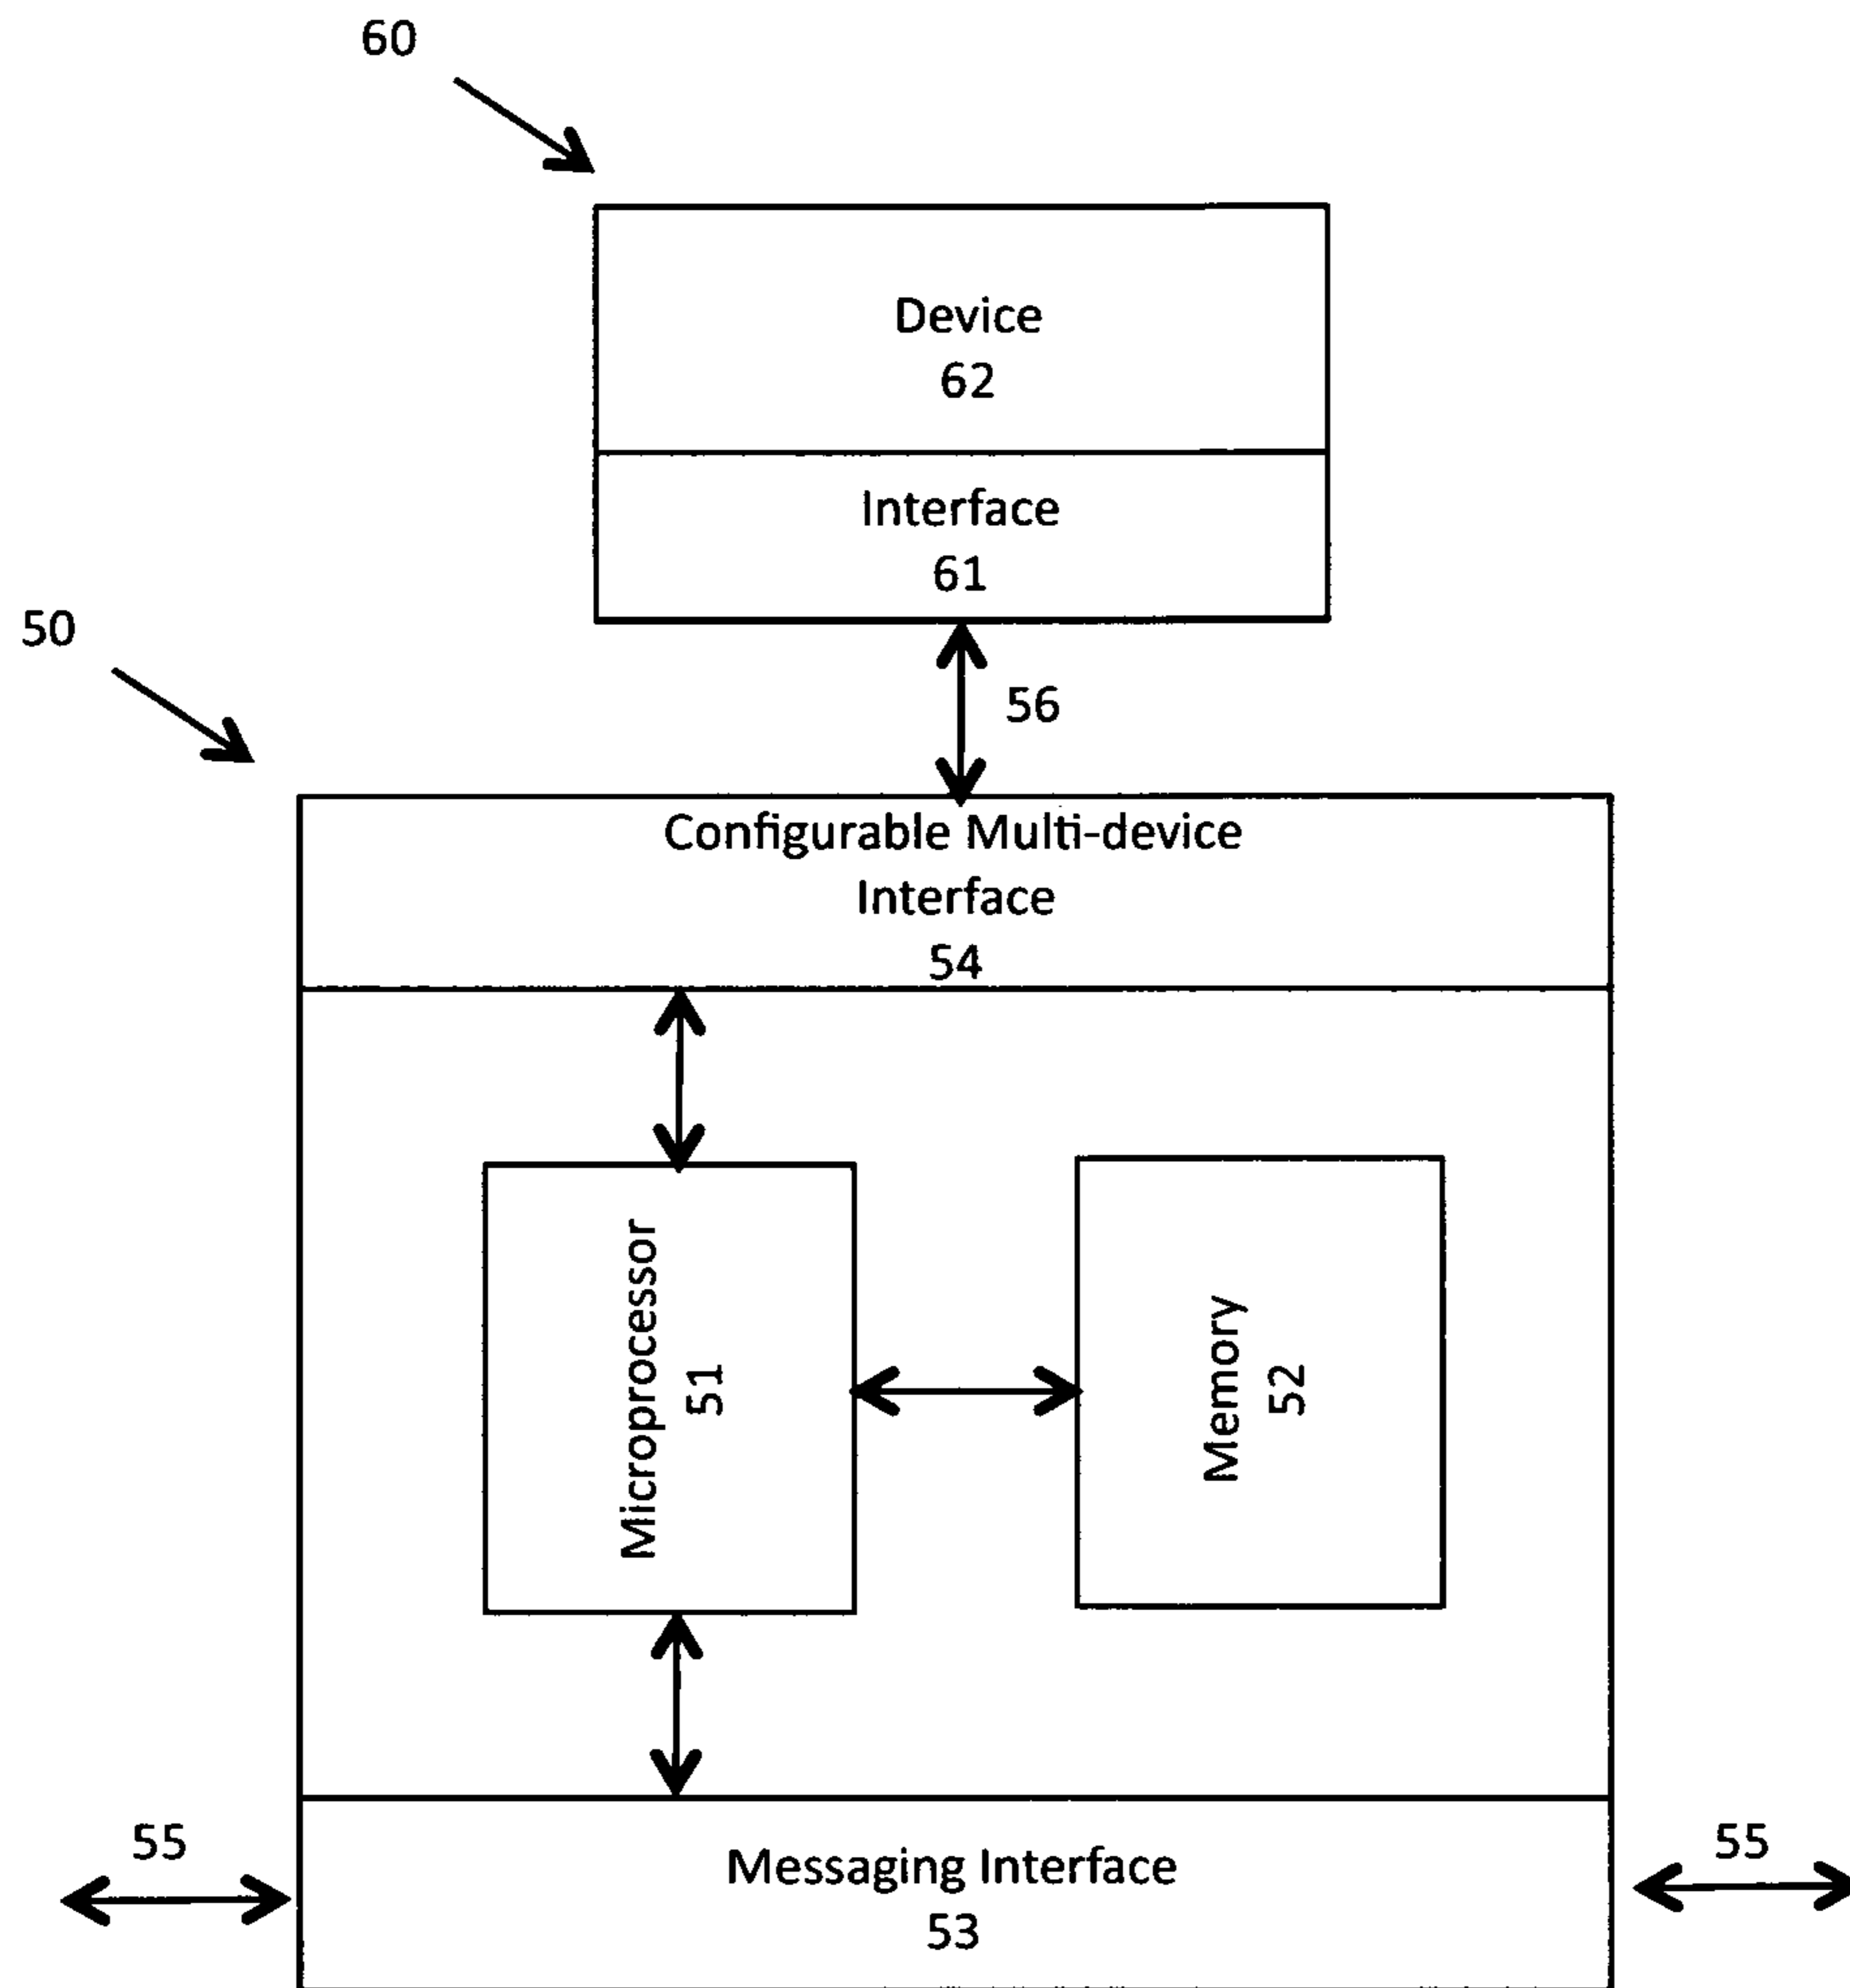 60
Device
62
Interface
61
50
56
Configurable Multi-device
Interface
54
Microprocessor
51
Memory
52
55
55
Messaging Interface
53